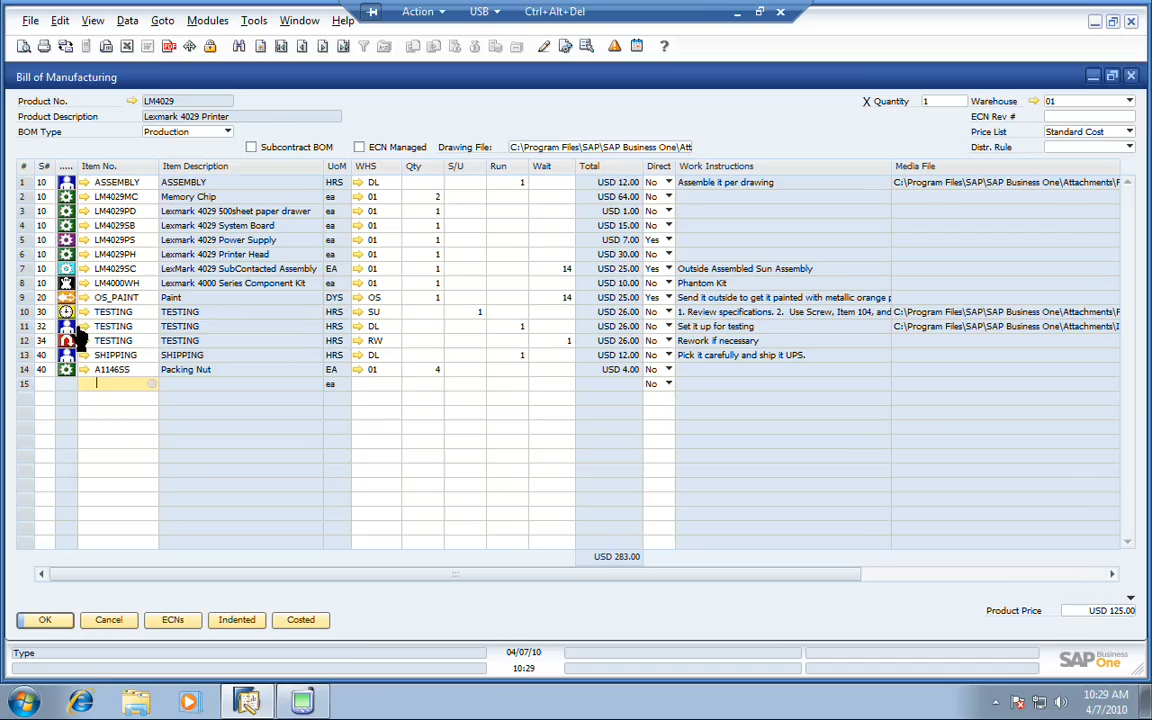 Action USB Ctrl+Alt+Del
File Edit View Data Goto Modules Tools Window Help
Bill of Manufacturing
Product No. LM4029 X Quantity 1 Warehouse 01
Product Description Lexmark 4029 Printer ECN Rev #
BOM Type Production Price List Standard Cost
Subcontract BOM ECN Managed Drawing File: C:\Program Files\SAP\SAP Business One\Att Distr. Rule
# S# ..... Item No. Item Description UoM WHS Qty S/U Run Wait Total Direct Work Instructions Media File
1 10 ASSEMBLY ASSEMBLY HRS DL 1 USD 12.00 No Assemble it per drawing C:\Program Files\SAP\SAP Business One\Attachments\F
2 10 LM4029MC Memory Chip ea 01 2 USD 64.00 No
3 10 LM4029PD Lexmark 4029 500sheet paper drawer ea 01 1 USD 1.00 No
4 10 LM4029SB Lexmark 4029 System Board ea 01 1 USD 15.00 No
5 10 LM4029PS Lexmark 4029 Power Supply ea 01 1 USD 7.00 Yes
6 10 LM4029PH Lexmark 4029 Printer Head ea 01 1 USD 30.00 No
7 10 LM4029SC LexMark 4029 SubContacted Assembly EA 01 1 14 USD 25.00 Yes Outside Assembled Sun Assembly
8 10 LM4000WH Lexmark 4000 Series Component Kit ea 01 1 USD 10.00 No Phantom Kit
9 20 OS_PAINT Paint DYS OS 1 14 USD 25.00 Yes Send it outside to get it painted with metallic orange p
10 30 TESTING TESTING HRS SU 1 USD 26.00 No 1. Review specifications. 2. Use Screw, Item 104, and C:\Program Files\SAP\SAP Business One\Attachments\F
11 32 TESTING TESTING HRS DL 1 USD 26.00 No Set it up for testing C:\Program Files\SAP\SAP Business One\Attachments\I
12 34 TESTING TESTING HRS RW 1 USD 26.00 No Rework if necessary
13 40 SHIPPING SHIPPING HRS DL 1 USD 12.00 No Pick it carefully and ship it UPS.
14 40 A1146SS Packing Nut EA 01 4 USD 4.00 No
15 ea No
USD 283.00
OK Cancel ECNs Indented Costed Product Price USD 125.00
Type 04/07/10
10:29
SAP Business One
10:29 AM
4/7/2010